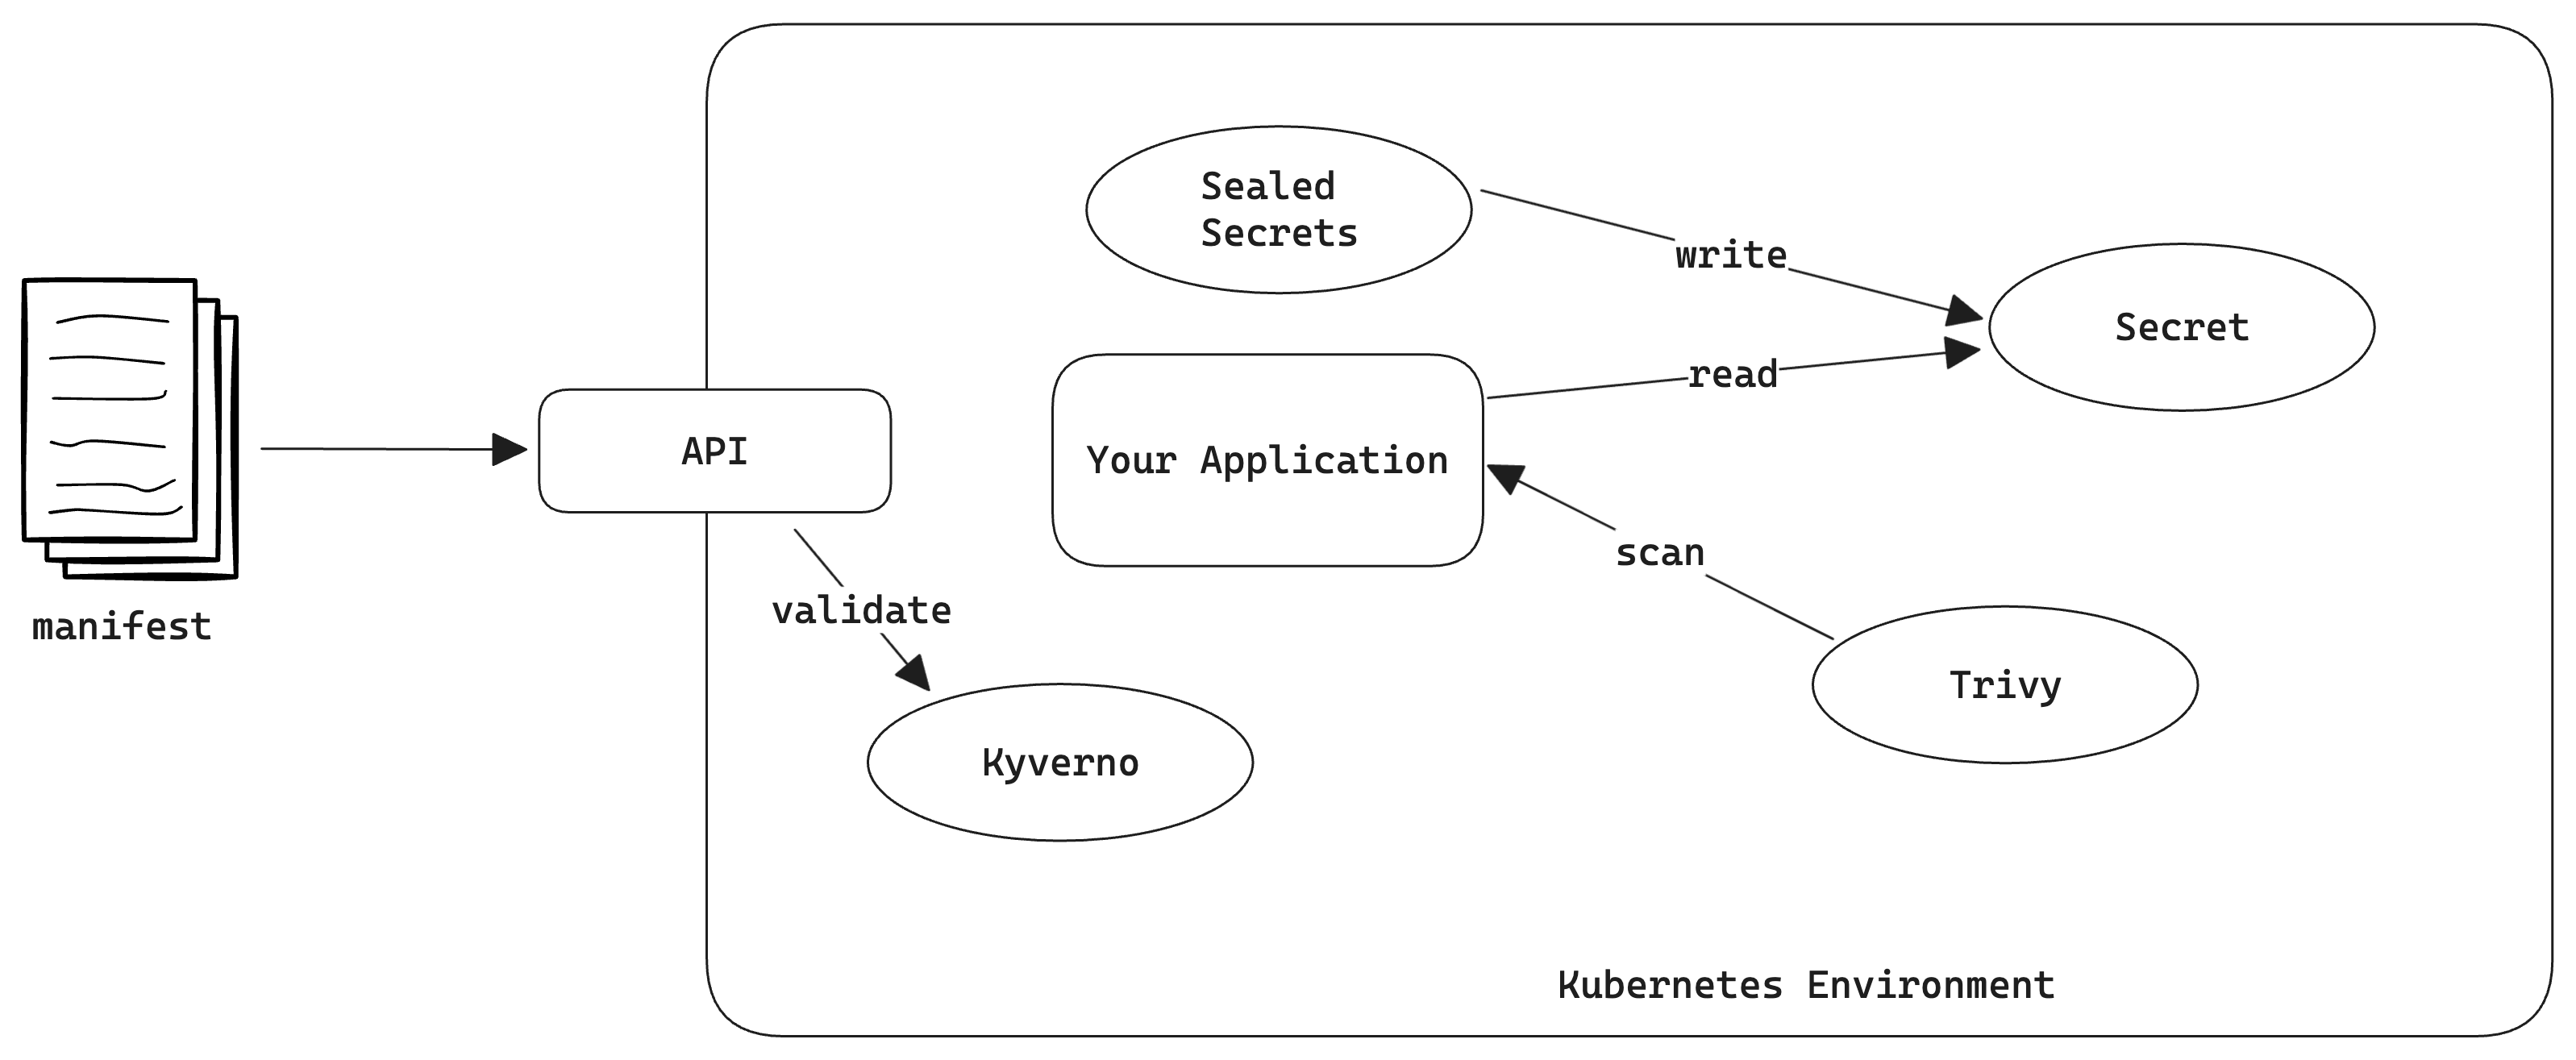 Sealed
Secrets
write
Secret
read
API
Your Application
scan
validate
manifest
Trivy
Kyverno
Kubernetes Environment